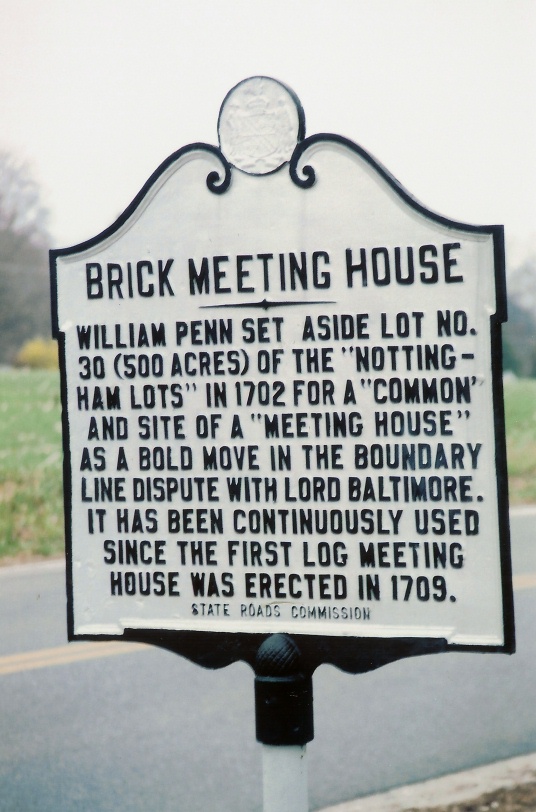 BRICK MEETING HOUSE
WILLIAM PENN SET ASIDE LOT NO.
30 (500 ACRES) OF THE "NOTTING-
HAM LOTS" IN 1702 FOR A "COMMON"
AND SITE OF A "MEETING HOUSE"
AS A BOLD MOVE IN THE BOUNDARY
LINE DISPUTE WITH LORD BALTIMORE.
IT HAS BEEN CONTINUOUSLY USED
SINCE THE FIRST LOG MEETING
HOUSE WAS ERECTED IN 1709.
STATE ROADS COMMISSION